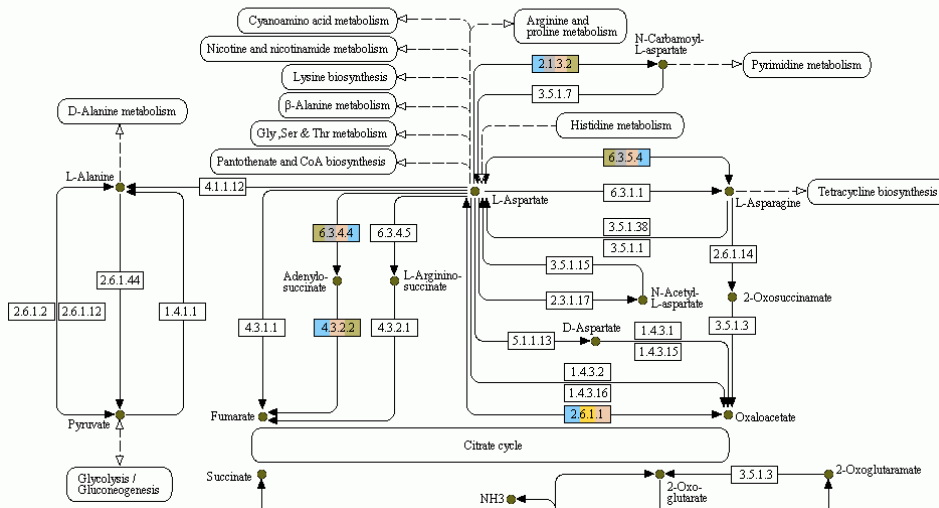 Cyanoamino acid metabolism
Arginine and
proline metabolism
Nicotine and nicotinamide metabolism
N-Carbamoyl-
L-aspartate
2.1.3.2
Pyrimidine metabolism
Lysine biosynthesis
3.5.1.7
β-Alanine metabolism
D-Alanine metabolism
Gly ,Ser & Thr metabolism
Histidine metabolism
Pantothenate and CoA biosynthesis
6.3.5.4
L-Alanine
4.1.1.12
6.3.1.1
Tetracycline biosynthesis
L-Aspartate
L-Asparagine
3.5.1.38
6.3.4.4
6.3.4.5
3.5.1.1
2.6.1.14
3.5.1.15
Adenylo-
succinate
L-Arginino-
succinate
2.6.1.44
N-Acetyl-
L-aspartate
2-Oxosuccinamate
2.3.1.17
2.6.1.2
2.6.1.12
1.4.1.1
4.3.1.1
4.3.2.2
4.3.2.1
D-Aspartate
1.4.3.1
3.5.1.3
5.1.1.13
1.4.3.15
1.4.3.2
1.4.3.16
Pyruvate
Fumarate
2.6.1.1
Oxaloacetate
Citrate cycle
Glycolysis /
Gluconeogenesis
Succinate
3.5.1.3
2-Oxoglutaramate
2-Oxo-
glutarate
NH3